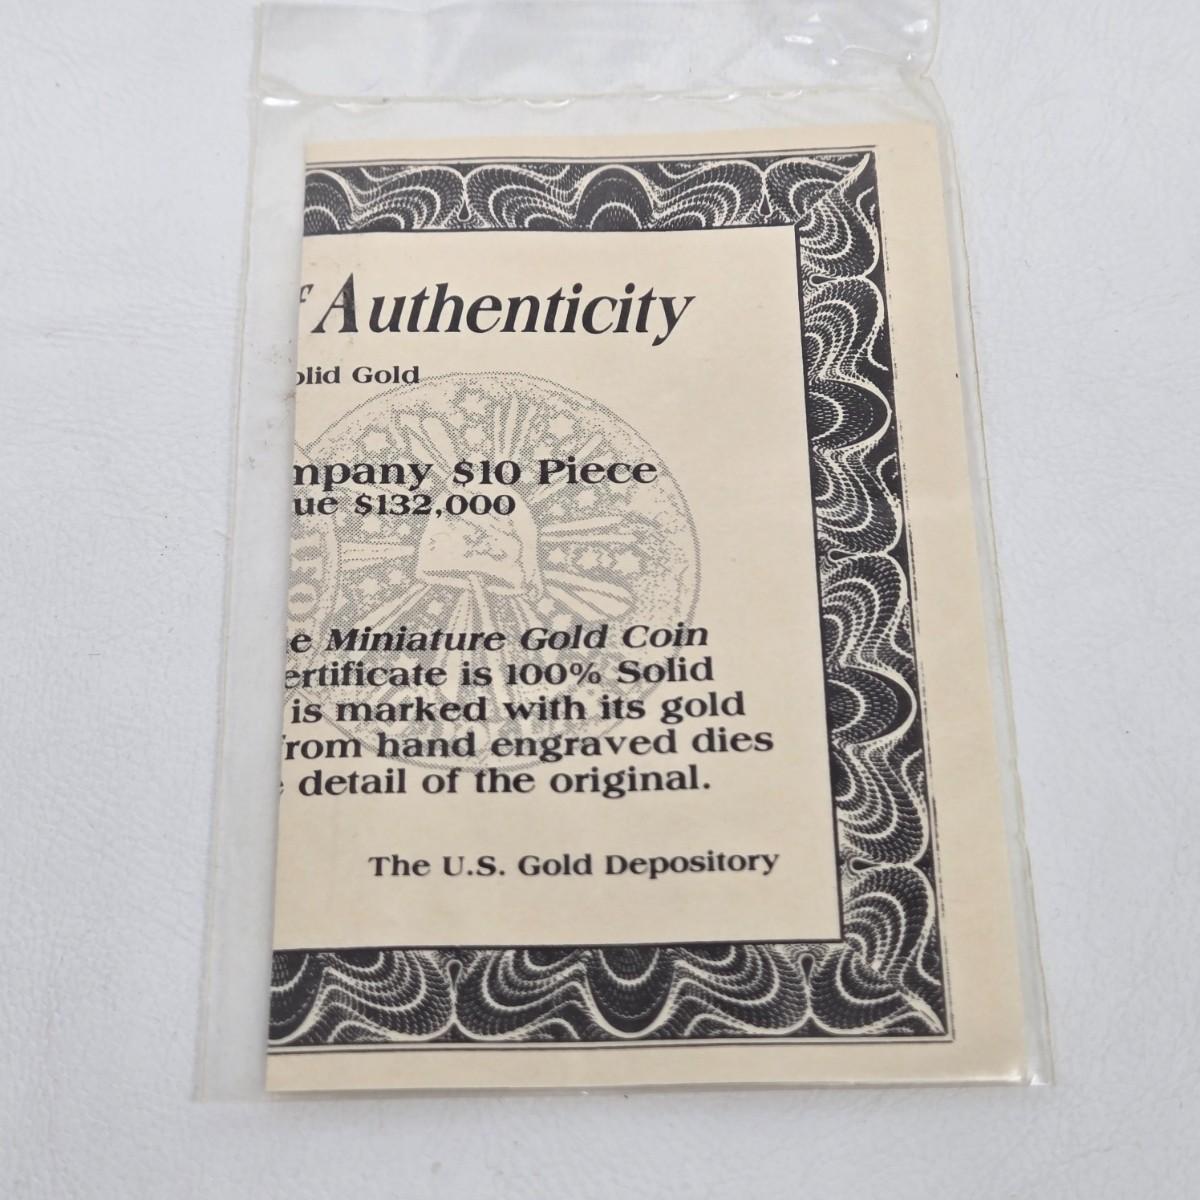 f Authenticity
olid Gold
mpany $10 Piece
ue $132,000
e Miniature Gold Coin
ertificate is 100% Solid
is marked with its gold
from hand engraved dies
e detail of the original.
The U.S. Gold Depository